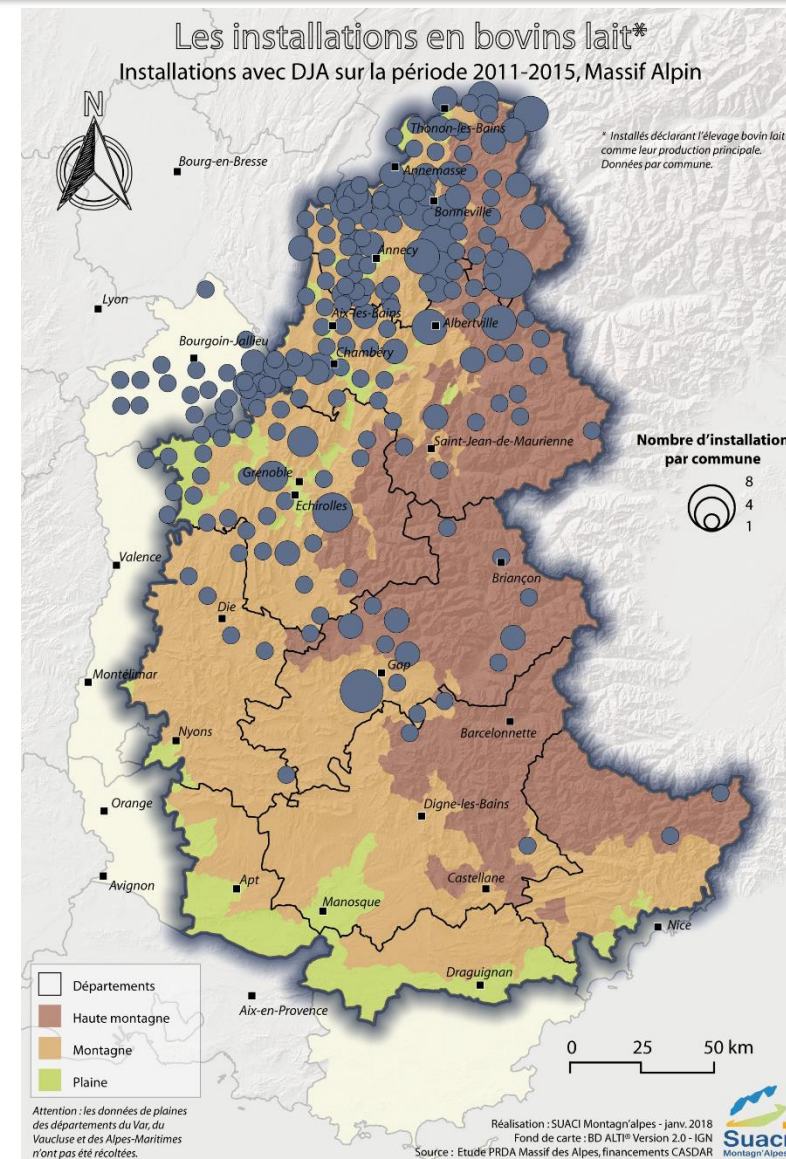 Les installations en bovins lait*
Installations avec DJA sur la période 2011-2015, Massif Alpin
N
* Installés déclarant l'élevage bovin lait
comme leur production principale.
Données par commune.
Thonon-les-Bains
Bourg-en-Bresse
Annemasse
Bonneville
Annecy
Lyon
Aix-les-Bains
Albertville
Bourgoin-Jallieu
Chambéry
Saint-Jean-de-Maurienne
Nombre d'installation
par commune
8
4
1
Grenoble
Echirolles
Valence
Briançon
Die
Gap
Montélimar
Barcelonnette
Nyons
Orange
Digne-les-Bains
Apt
Castellane
Avignon
Manosque
Nice
Draguignan
Aix-en-Provence
Départements
Haute montagne
Montagne
Plaine
0 25 50 km
Attention : les données de plaines
des départements du Var, du
Vaucluse et des Alpes-Maritimes
n'ont pas été récoltées.
Réalisation : SUACI Montagn'alpes - janv. 2018
Fond de carte : BD ALTI® Version 2.0 - IGN
Source : Etude PRDA Massif des Alpes, financements CASDAR
Suaci
Montagn'Alpes